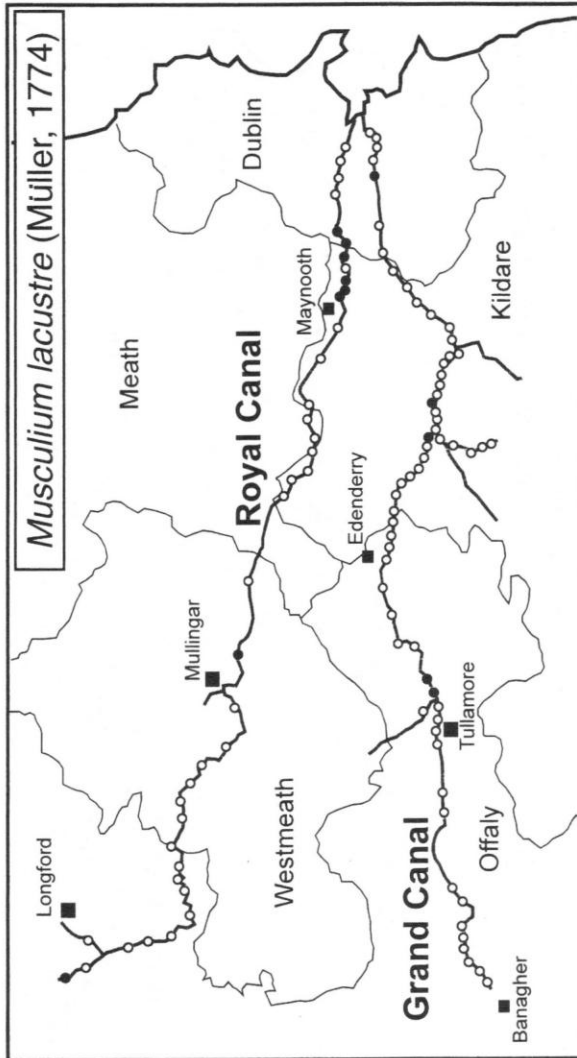 Musculium lacustre (Müller, 1774)
Longford
Mullingar
Meath
Dublin
Maynooth
Royal Canal
Westmeath
Edenderry
Kildare
Grand Canal
Tullamore
Offaly
Banagher